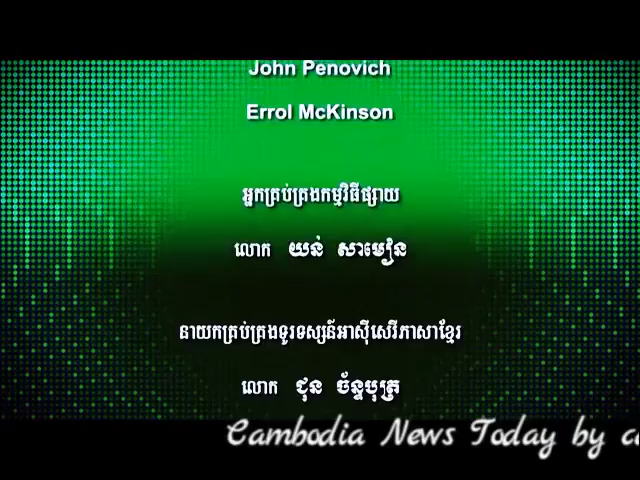 John Penovich
Errol McKinson
អ្នកគ្រប់គ្រងកម្មវិធីផ្សាយ
លោក យន់ សាមៀន
នាយកគ្រប់គ្រងទូរទស្សន៍អាស៊ីសេរីភាសាខ្មែរ
លោក ជុន ច័ន្ទបុត្រ
Cambodia News Today by